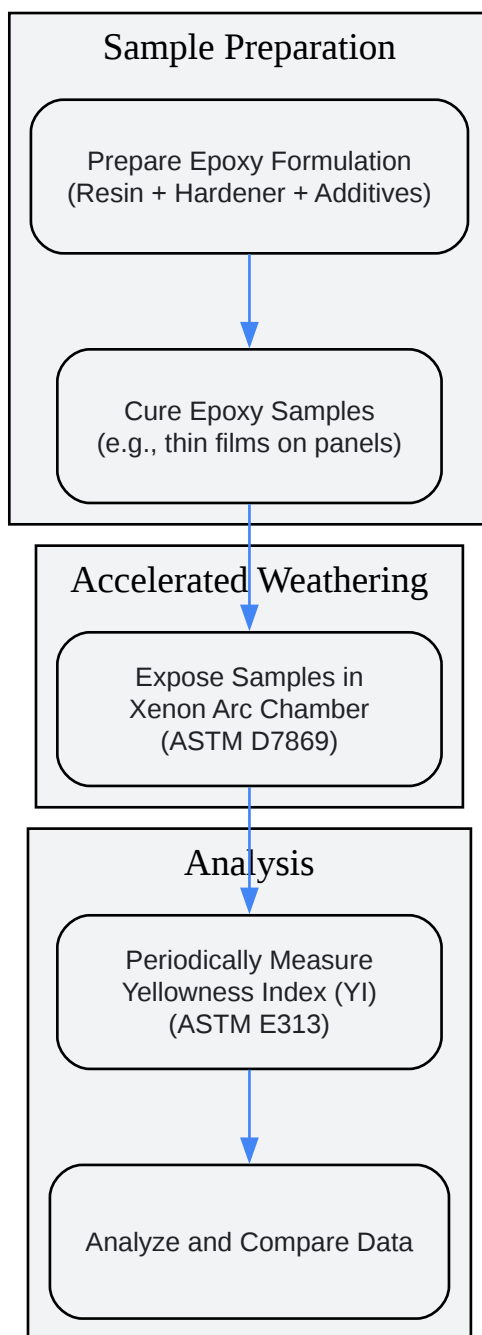 Sample Preparation
Prepare Epoxy Formulation
(Resin + Hardener + Additives)
Cure Epoxy Samples
(e.g., thin films on panels)
Accelerated Weathering
Expose Samples in
Xenon Arc Chamber
(ASTM D7869)
Analysis
Periodically Measure
Yellowness Index (YI)
(ASTM E313)
Analyze and Compare Data